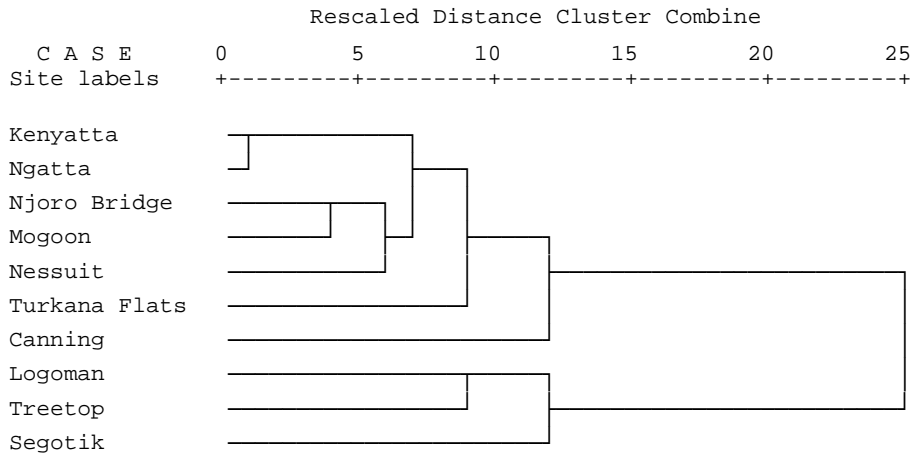 Rescaled Distance Cluster Combine
C A S E 0 5 10 15 20 25
Site labels +---------+---------+---------+---------+---------+
Kenyatta
Ngatta
Njoro Bridge
Mogoon
Nessuit
Turkana Flats
Canning
Logoman
Treetop
Segotik